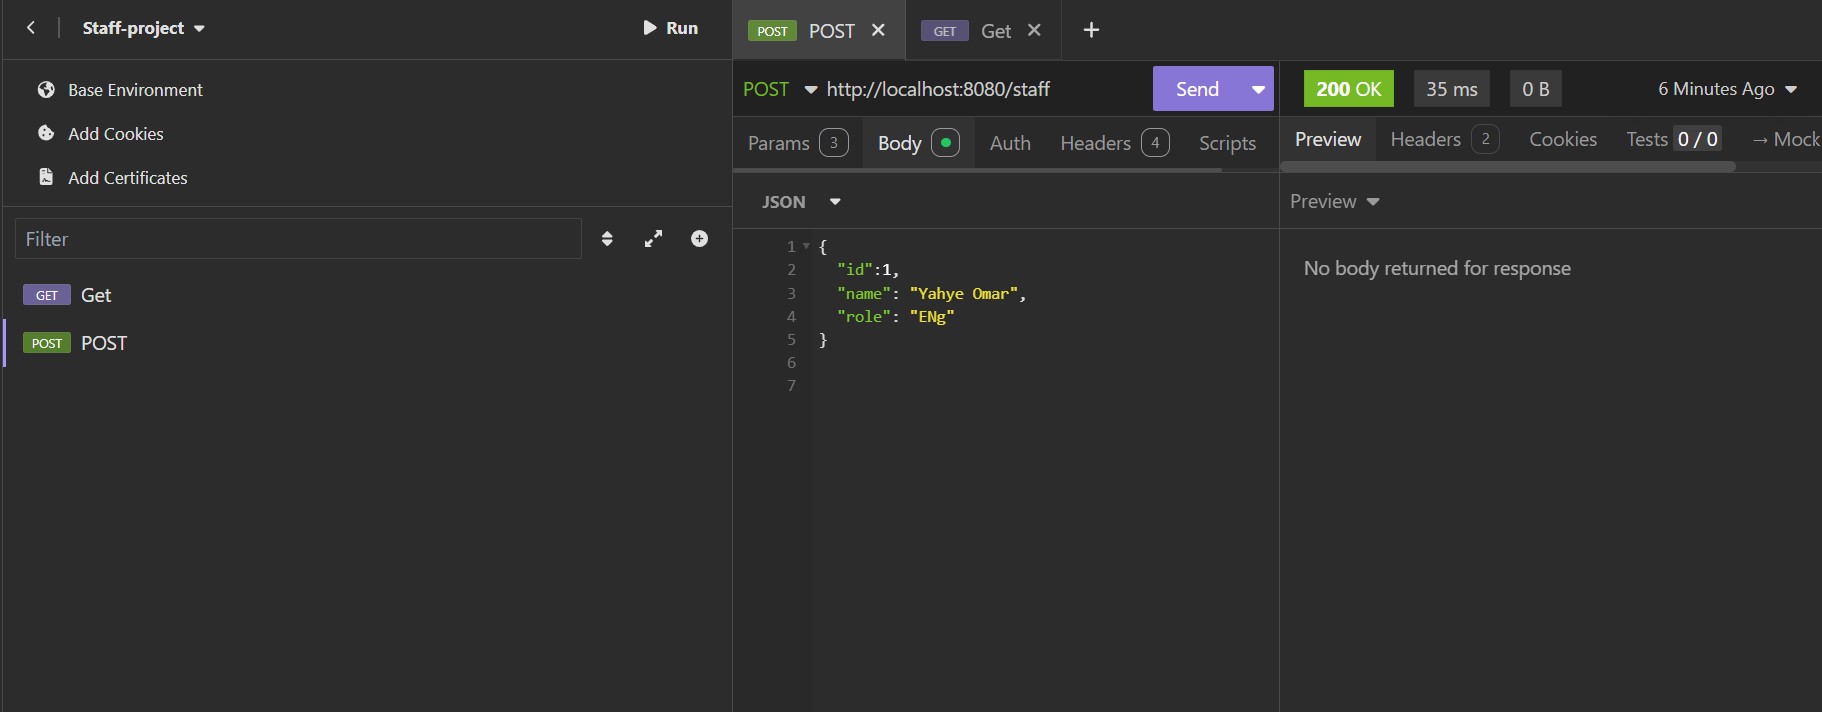 Staff-project
Run
Base Environment
Add Cookies
Add Certificates
Filter
GET Get
POST POST
POST POST
GET Get
POST http://localhost:8080/staff
Send
Params 3 Body Auth Headers 4 Scripts
JSON
1 {
2 "id":1,
3 "name": "Yahye Omar",
4 "role": "ENg"
5 }
6
7
200 OK 35 ms 0 B 6 Minutes Ago
Preview Headers 2 Cookies Tests 0 / 0 → Mock
Preview
No body returned for response